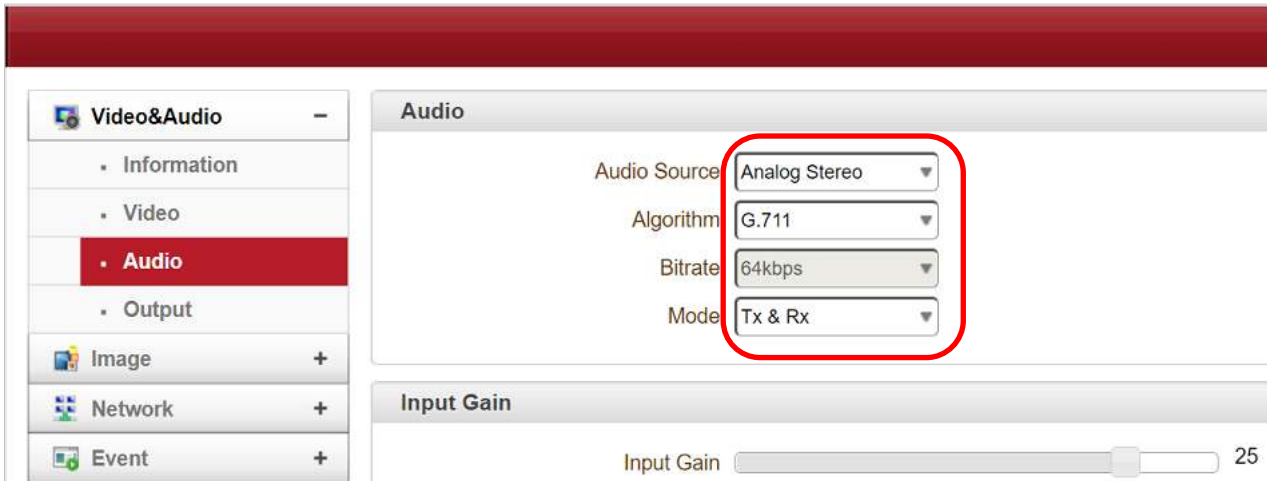 Video&Audio −
Information
Video
Audio
Output
Image +
Network +
Event +
Audio
Audio Source Analog Stereo
Algorithm G.711
Bitrate 64kbps
Mode Tx & Rx
Input Gain
Input Gain 25